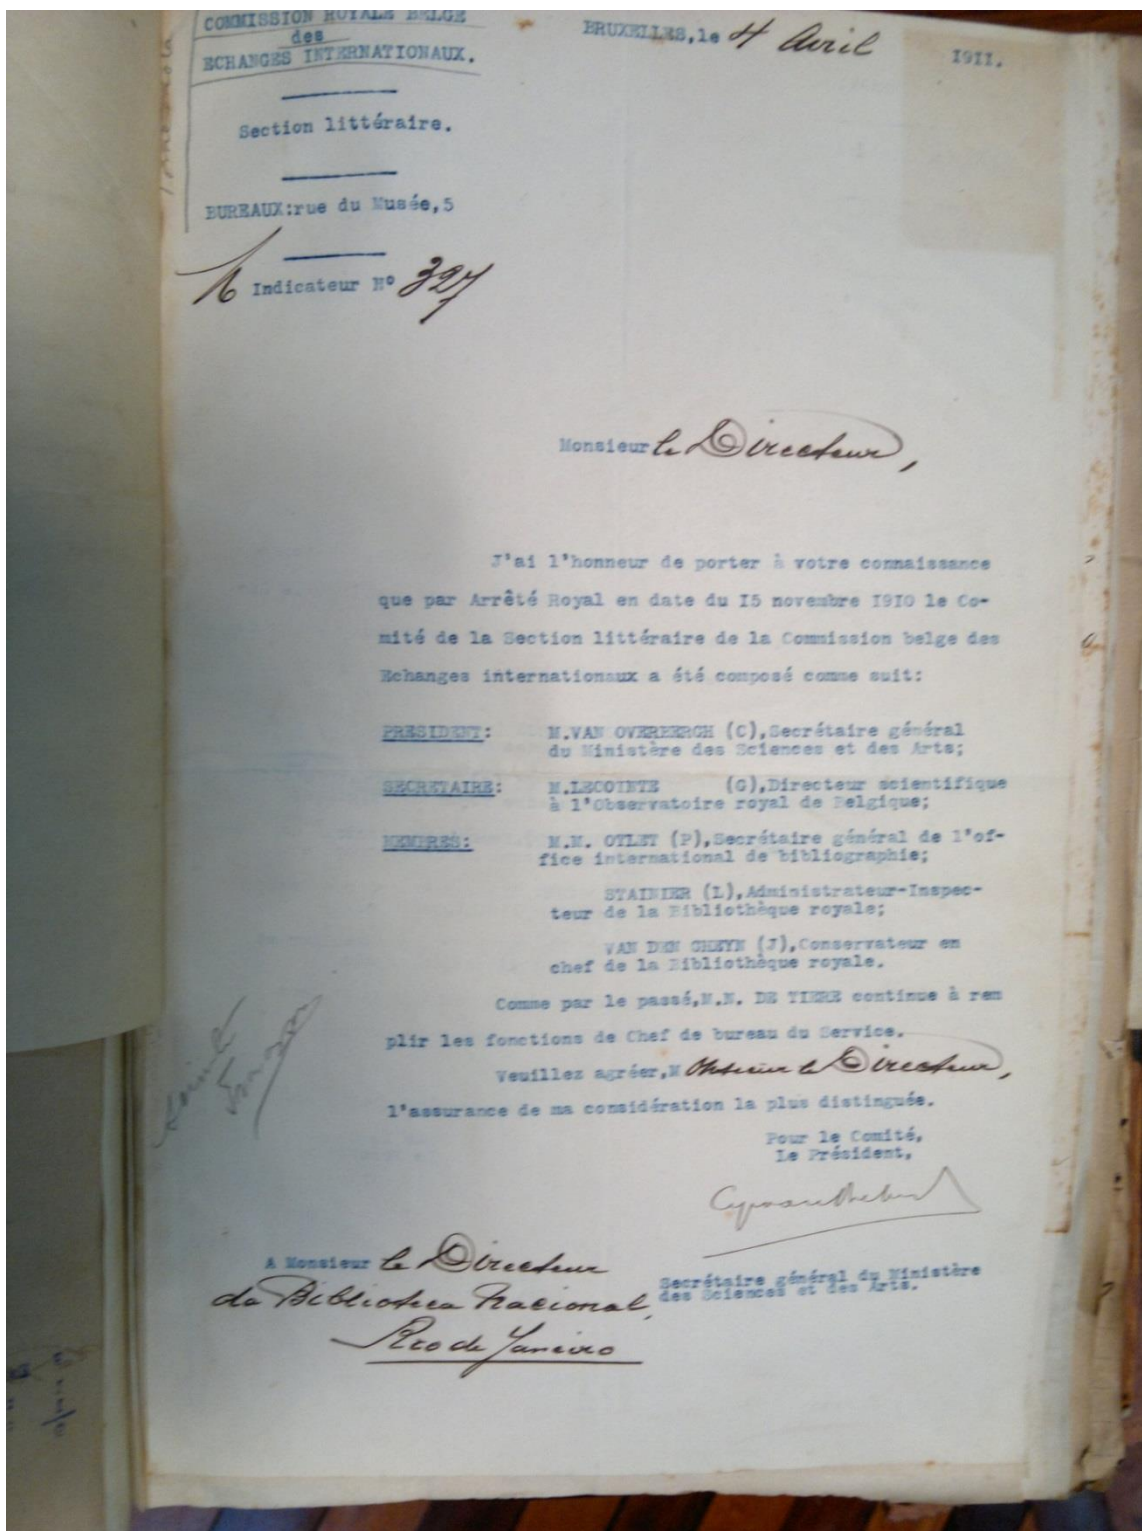 COMMISSION ROYALE BELGE
des
ECHANGES INTERNATIONAUX.
BRUXELLES,le 4 Avril 1911.
Section littéraire.
BUREAUX:rue du Musée,5
Indicateur N° 327
Monsieur le Directeur,
J'ai l'honneur de porter à votre connaissance
que par Arrêté Royal en date du 15 novembre 1910 le Co-
mité de la Section littéraire de la Commission belge des
Echanges internationaux a été composé comme suit:
PRESIDENT: M.VAN OVERBERGH (C),Secrétaire général
du Ministère des Sciences et des Arts;
SECRETAIRE: M.LECOINTE (G),Directeur scientifique
à l'Observatoire royal de Belgique;
MEMBRES: M.M. OTLET (P),Secrétaire général de l'of-
fice international de bibliographie;
STAINIER (L),Administrateur-Inspec-
teur de la Bibliothèque royale;
VAN DEN GHEYN (J),Conservateur en
chef de la Bibliothèque royale.
Comme par le passé,M.N. DE TIERE continue à rem
plir les fonctions de Chef de bureau du Service.
Veuillez agréer,Monsieur le Directeur,
l'assurance de ma considération la plus distinguée.
Pour le Comité,
Le Président,
A Monsieur le Directeur
da Bibliotheca Nacional,
Rio de Janeiro
Secrétaire général du Ministère
des Sciences et des Arts.